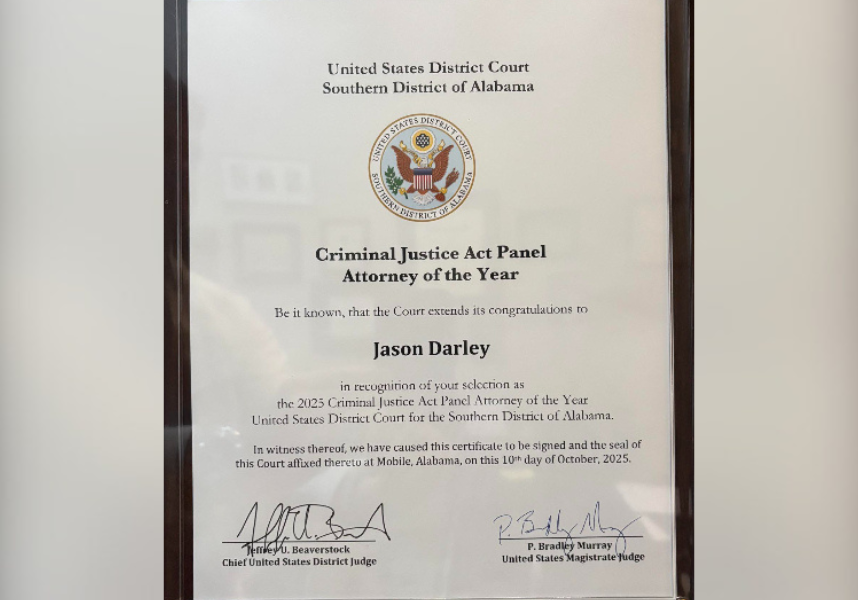 United States District Court
Southern District of Alabama
UNITED STATES DISTRICT COURT
SOUTHERN DISTRICT OF ALABAMA
Criminal Justice Act Panel
Attorney of the Year
Be it known, that the Court extends its congratulations to
Jason Darley
in recognition of your selection as
the 2025 Criminal Justice Act Panel Attorney of the Year
United States District Court for the Southern District of Alabama.
In witness thereof, we have caused this certificate to be signed and the seal of
this Court affixed thereto at Mobile, Alabama, on this 10th day of October, 2025.
Jeffrey U. Beaverstock
Chief United States District Judge
P. Bradley Murray
United States Magistrate Judge